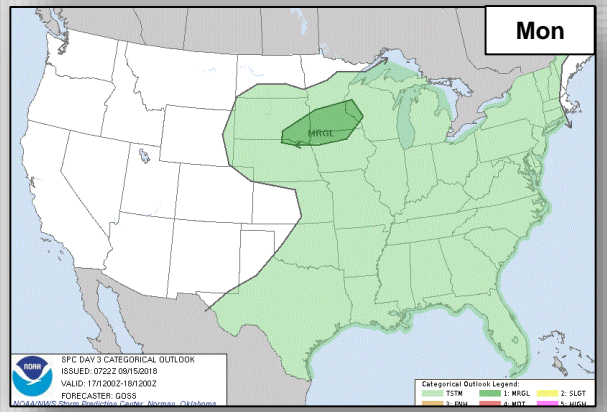 Mon
MRGL
NOAA
SPC DAY 3 CATEGORICAL OUTLOOK
ISSUED: 0722Z 09/15/2018
VALID: 17/1200Z-18/1200Z
FORECASTER: GOSS
NOAA/NWS Storm Prediction Center, Norman, Oklahoma
Categorical Outlook Legend:
TSTM 1: MRGL 2: SLGT
3: ENH 4: MDT 5: HIGH